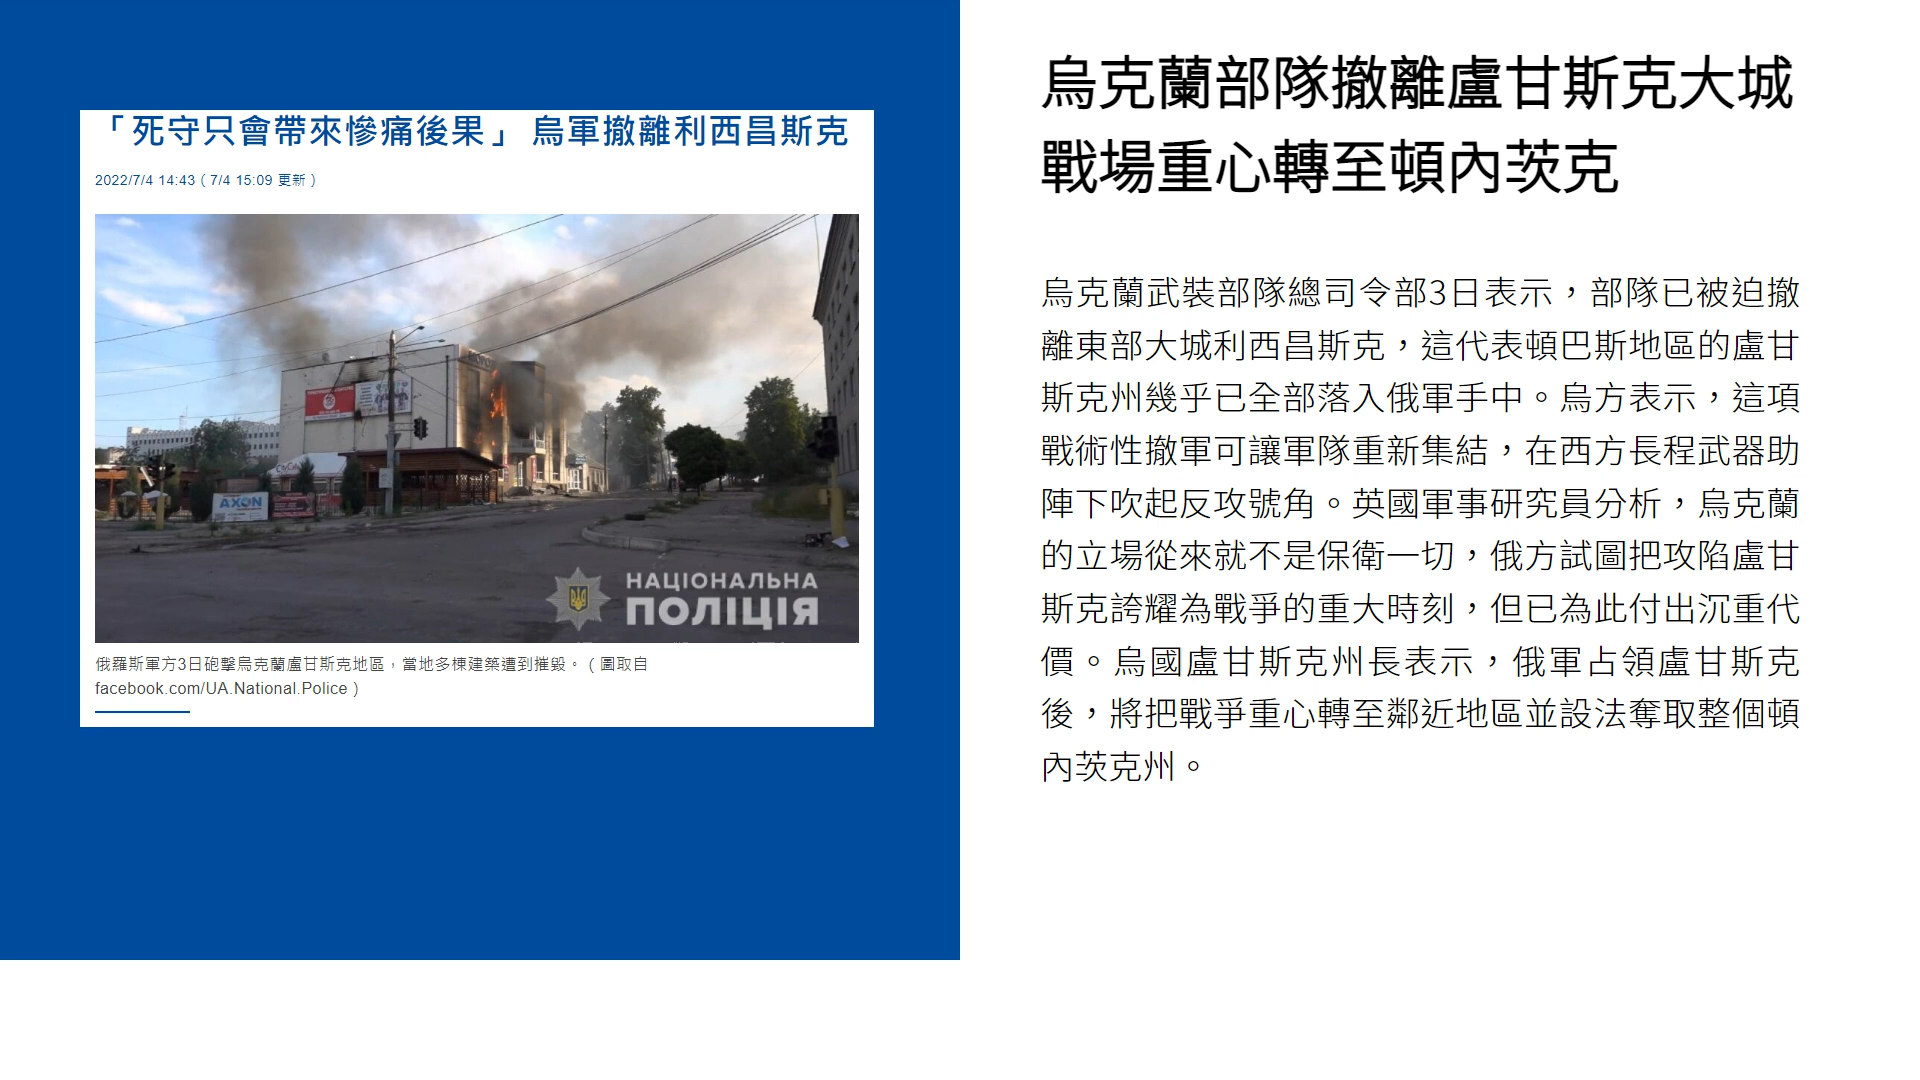 「死守只會帶來慘痛後果」 烏軍撤離利西昌斯克
2022/7/4 14:43（7/4 15:09 更新）
CityCafe
AXON
НАЦІОНАЛЬНА
ПОЛІЦІЯ
俄羅斯軍方3日砲擊烏克蘭盧甘斯克地區，當地多棟建築遭到摧毀。（圖取自
facebook.com/UA.National.Police）
烏克蘭部隊撤離盧甘斯克大城
戰場重心轉至頓內茨克
烏克蘭武裝部隊總司令部3日表示，部隊已被迫撤
離東部大城利西昌斯克，這代表頓巴斯地區的盧甘
斯克州幾乎已全部落入俄軍手中。烏方表示，這項
戰術性撤軍可讓軍隊重新集結，在西方長程武器助
陣下吹起反攻號角。英國軍事研究員分析，烏克蘭
的立場從來就不是保衛一切，俄方試圖把攻陷盧甘
斯克誇耀為戰爭的重大時刻，但已為此付出沉重代
價。烏國盧甘斯克州長表示，俄軍占領盧甘斯克
後，將把戰爭重心轉至鄰近地區並設法奪取整個頓
內茨克州。